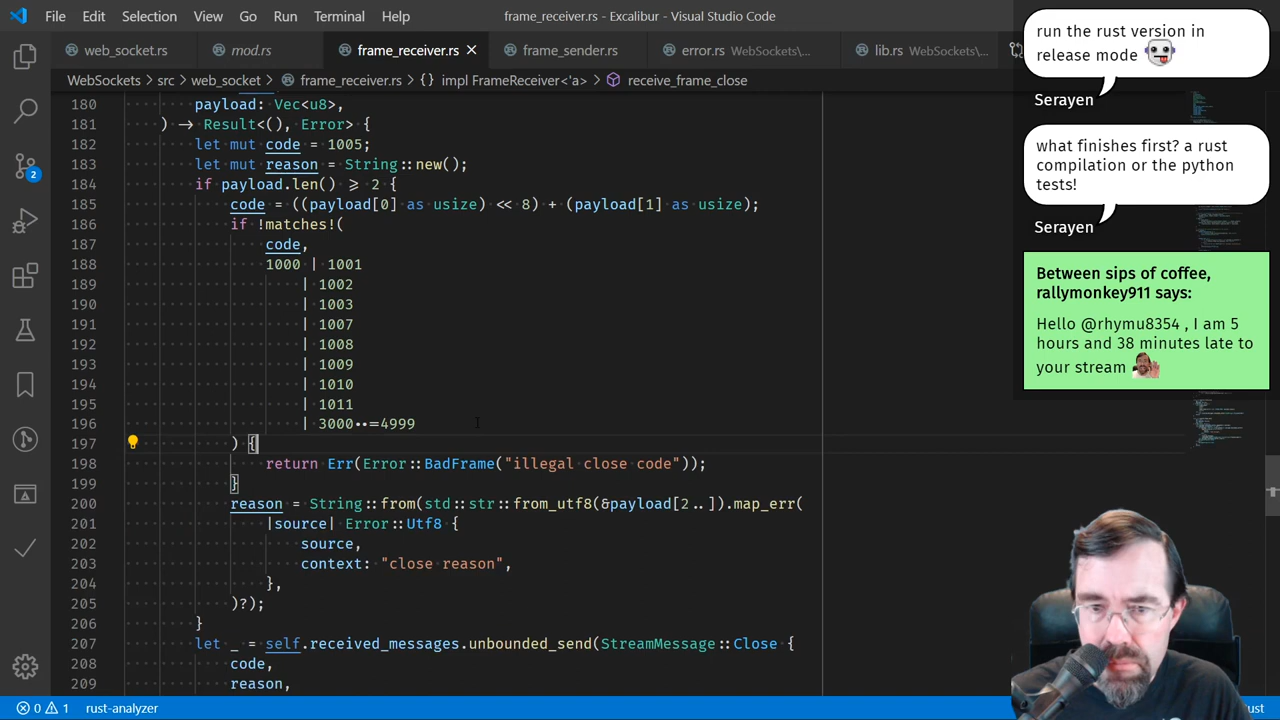 File Edit Selection View Go Run Terminal Help
frame_receiver.rs - Excalibur - Visual Studio Code
web_socket.rs mod.rs frame_receiver.rs frame_sender.rs error.rs WebSockets\... lib.rs WebSockets\...
WebSockets > src > web_socket > frame_receiver.rs > {} impl FrameReceiver<'a> > receive_frame_close
180 payload: Vec<u8>,
181 ) -> Result<(), Error> {
182 let mut code = 1005;
183 let mut reason = String::new();
184 if payload.len() >= 2 {
185 code = ((payload[0] as usize) << 8) + (payload[1] as usize);
186 if !matches!(
187 code,
188 1000 | 1001
189 | 1002
190 | 1003
191 | 1007
192 | 1008
193 | 1009
194 | 1010
195 | 1011
196 | 3000..=4999
197 ) {
198 return Err(Error::BadFrame("illegal close code"));
199 }
200 reason = String::from(std::str::from_utf8(&payload[2..]).map_err(
201 |source| Error::Utf8 {
202 source,
203 context: "close reason",
204 },
205 )?);
206 }
207 let _ = self.received_messages.unbounded_send(StreamMessage::Close {
208 code,
209 reason,
run the rust version in
release mode
Serayen
what finishes first? a rust
compilation or the python
tests!
Serayen
Between sips of coffee,
rallymonkey911 says:
Hello @rhymu8354 , I am 5
hours and 38 minutes late to
your stream
2
0 1 rust-analyzer